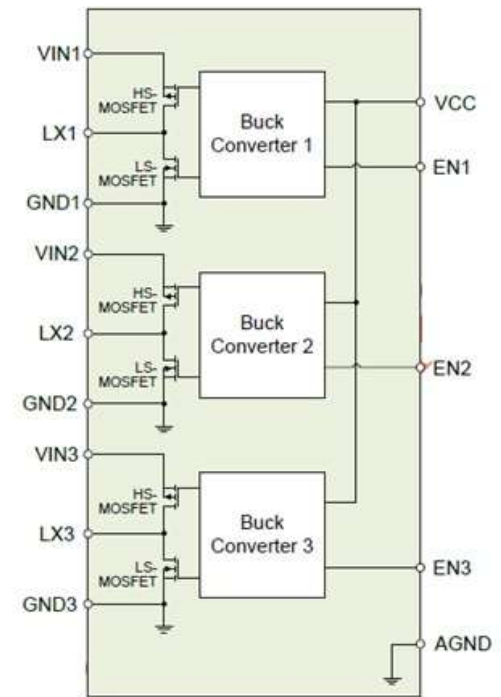 VIN1
HS-
MOSFET
LX1
LS-
MOSFET
GND1
Buck
Converter 1
VCC
EN1
VIN2
HS-
MOSFET
LX2
LS-
MOSFET
GND2
Buck
Converter 2
EN2
VIN3
HS-
MOSFET
LX3
LS-
MOSFET
GND3
Buck
Converter 3
EN3
AGND